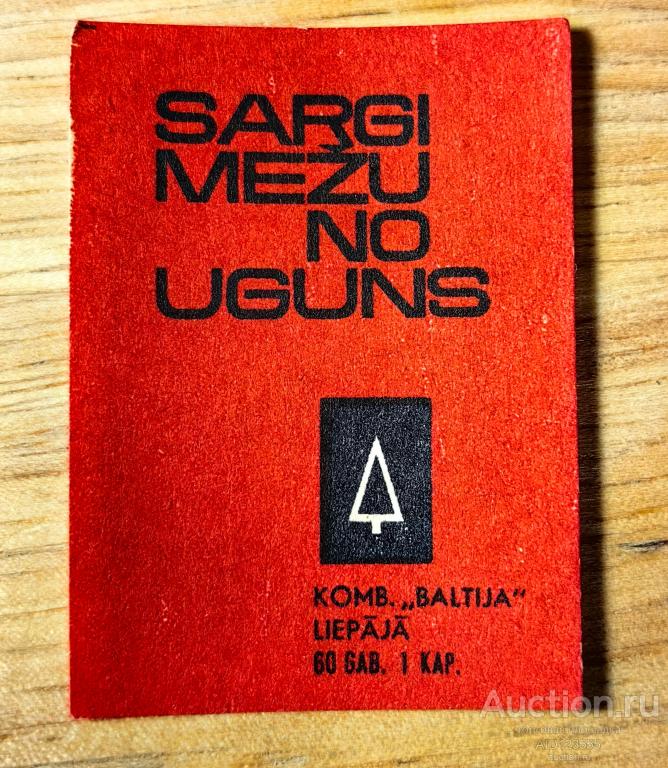 SARGI
MEŽU
NO
UGUNS
KOMB. „BALTIJA“
LIEPĀJĀ
60 GAB. 1 KAP.
Auction.ru